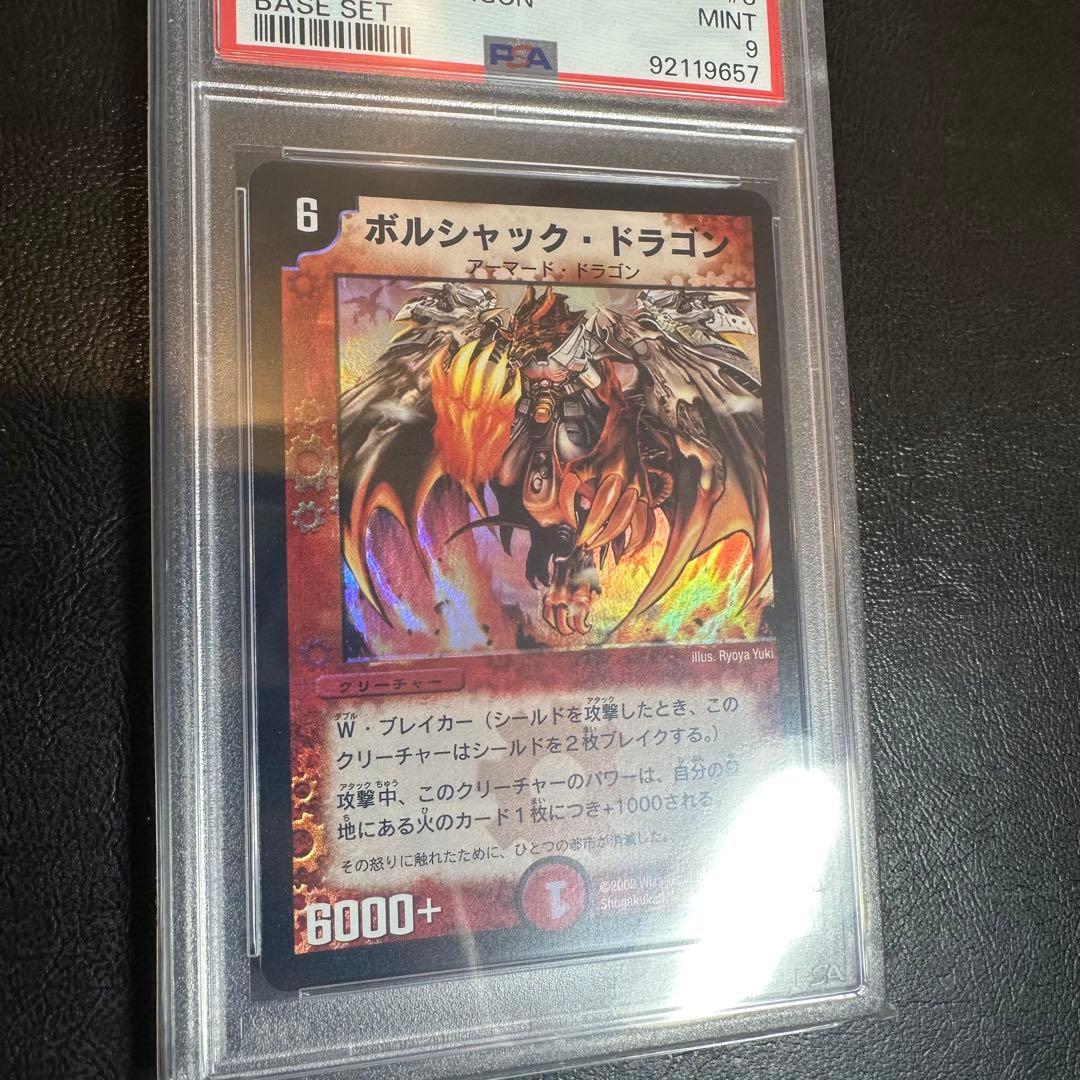 BASE SET
MINT
9
PSA
92119657
6
ボルシャック・ドラゴン
アーマード・ドラゴン
illus. Ryoya Yuki
クリーチャー
W・ブレイカー(シールドを攻撃したとき、この
クリーチャーはシールドを2枚ブレイクする。)
攻撃中、このクリーチャーのパワーは、自分の
地にある火のカード1枚につき+1000される。
その怒りに触れたために、ひとつの都市が消滅した。
6000+
1
©2002
PSA